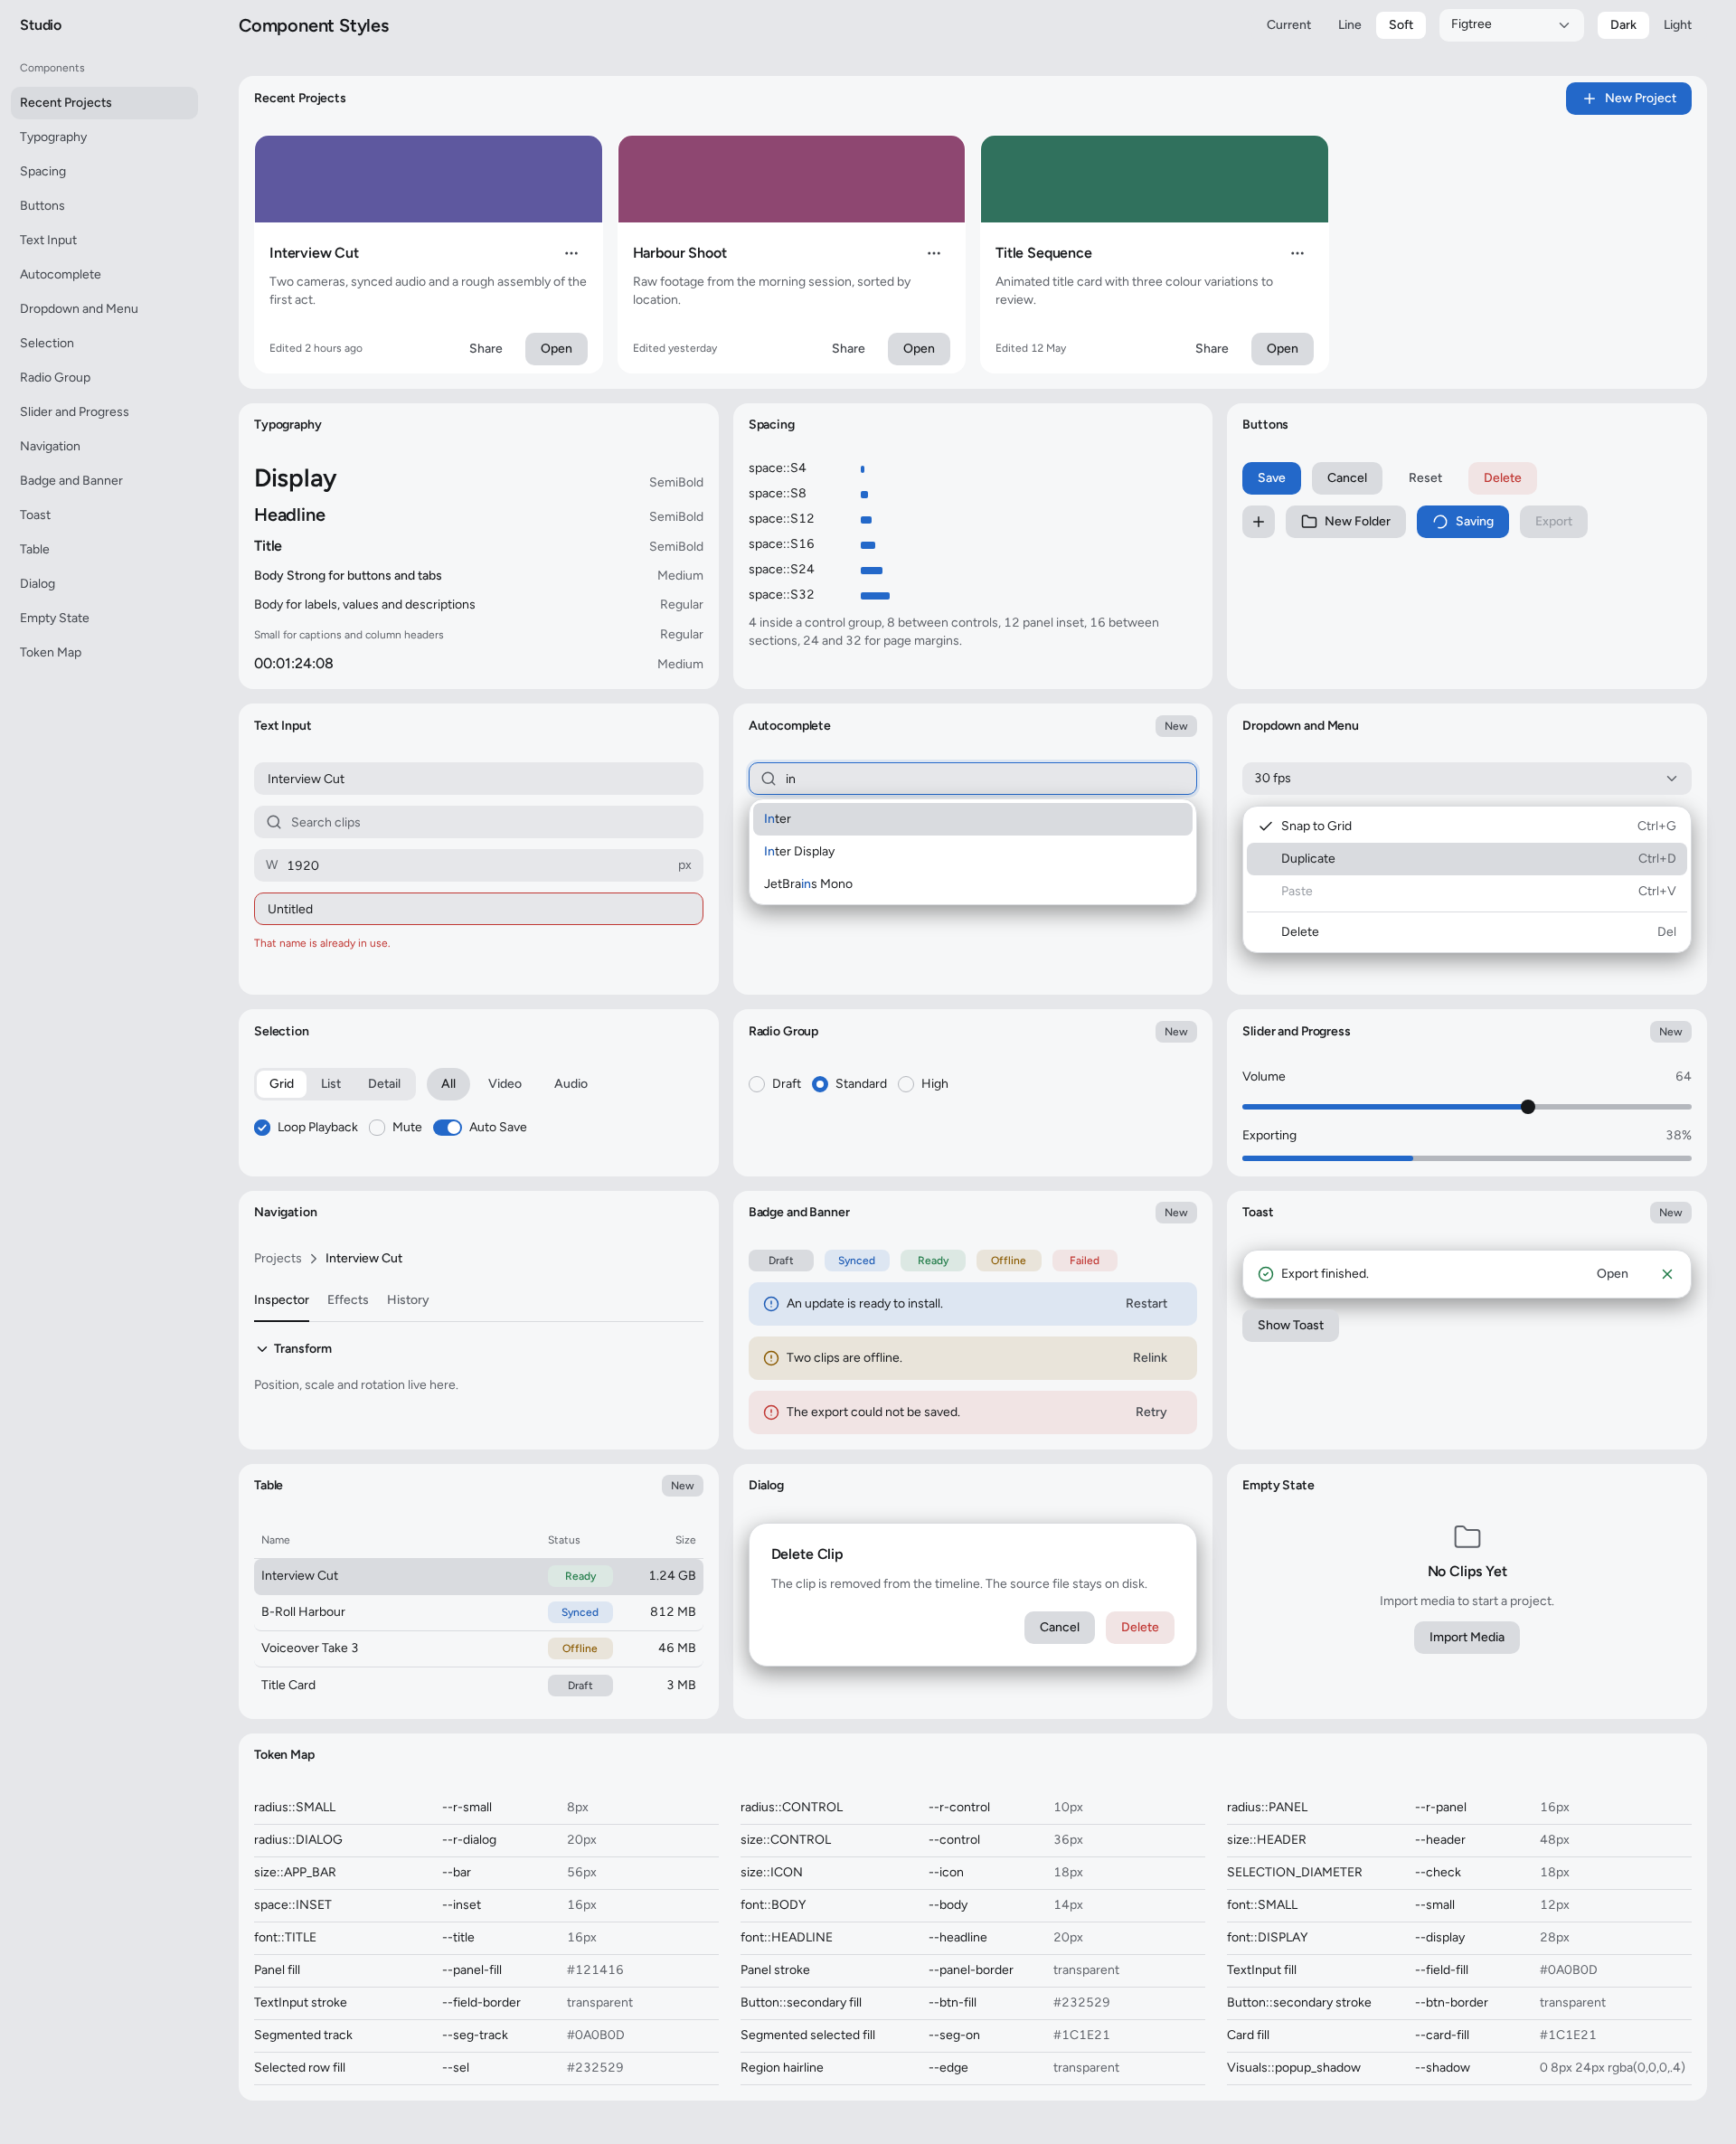 Studio
Component Styles
Current
Line
Soft
Figtree
Dark
Light
Components
Recent Projects
Typography
Spacing
Buttons
Text Input
Autocomplete
Dropdown and Menu
Selection
Radio Group
Slider and Progress
Navigation
Badge and Banner
Toast
Table
Dialog
Empty State
Token Map
Recent Projects
New Project
Interview Cut
Two cameras, synced audio and a rough assembly of the
first act.
Edited 2 hours ago
Share
Open
Harbour Shoot
Raw footage from the morning session, sorted by
location.
Edited yesterday
Share
Open
Title Sequence
Animated title card with three colour variations to
review.
Edited 12 May
Share
Open
Typography
Display
SemiBold
Headline
SemiBold
Title
SemiBold
Body Strong for buttons and tabs
Medium
Body for labels, values and descriptions
Regular
Small for captions and column headers
Regular
00:01:24:08
Medium
Spacing
space::S4
space::S8
space::S12
space::S16
space::S24
space::S32
4 inside a control group, 8 between controls, 12 panel inset, 16 between
sections, 24 and 32 for page margins.
Buttons
Save
Cancel
Reset
Delete
New Folder
Saving
Export
Text Input
Interview Cut
Search clips
W 1920 px
Untitled
That name is already in use.
Autocomplete
New
in
Inter
Inter Display
JetBrains Mono
Dropdown and Menu
30 fps
Snap to Grid Ctrl+G
Duplicate Ctrl+D
Paste Ctrl+V
Delete Del
Selection
Grid
List
Detail
All
Video
Audio
Loop Playback
Mute
Auto Save
Radio Group
New
Draft
Standard
High
Slider and Progress
New
Volume 64
Exporting 38%
Navigation
Projects
Interview Cut
Inspector
Effects
History
Transform
Position, scale and rotation live here.
Badge and Banner
New
Draft
Synced
Ready
Offline
Failed
An update is ready to install.
Restart
Two clips are offline.
Relink
The export could not be saved.
Retry
Toast
New
Export finished.
Open
Show Toast
Table
New
Name Status Size
Interview Cut Ready 1.24 GB
B-Roll Harbour Synced 812 MB
Voiceover Take 3 Offline 46 MB
Title Card Draft 3 MB
Dialog
Delete Clip
The clip is removed from the timeline. The source file stays on disk.
Cancel
Delete
Empty State
No Clips Yet
Import media to start a project.
Import Media
Token Map
radius::SMALL --r-small 8px
radius::CONTROL --r-control 10px
radius::PANEL --r-panel 16px
radius::DIALOG --r-dialog 20px
size::CONTROL --control 36px
size::HEADER --header 48px
size::APP_BAR --bar 56px
size::ICON --icon 18px
SELECTION_DIAMETER --check 18px
space::INSET --inset 16px
font::BODY --body 14px
font::SMALL --small 12px
font::TITLE --title 16px
font::HEADLINE --headline 20px
font::DISPLAY --display 28px
Panel fill --panel-fill #121416
Panel stroke --panel-border transparent
TextInput fill --field-fill #0A0B0D
TextInput stroke --field-border transparent
Button::secondary fill --btn-fill #232529
Button::secondary stroke --btn-border transparent
Segmented track --seg-track #0A0B0D
Segmented selected fill --seg-on #1C1E21
Card fill --card-fill #1C1E21
Selected row fill --sel #232529
Region hairline --edge transparent
Visuals::popup_shadow --shadow 0 8px 24px rgba(0,0,0,.4)